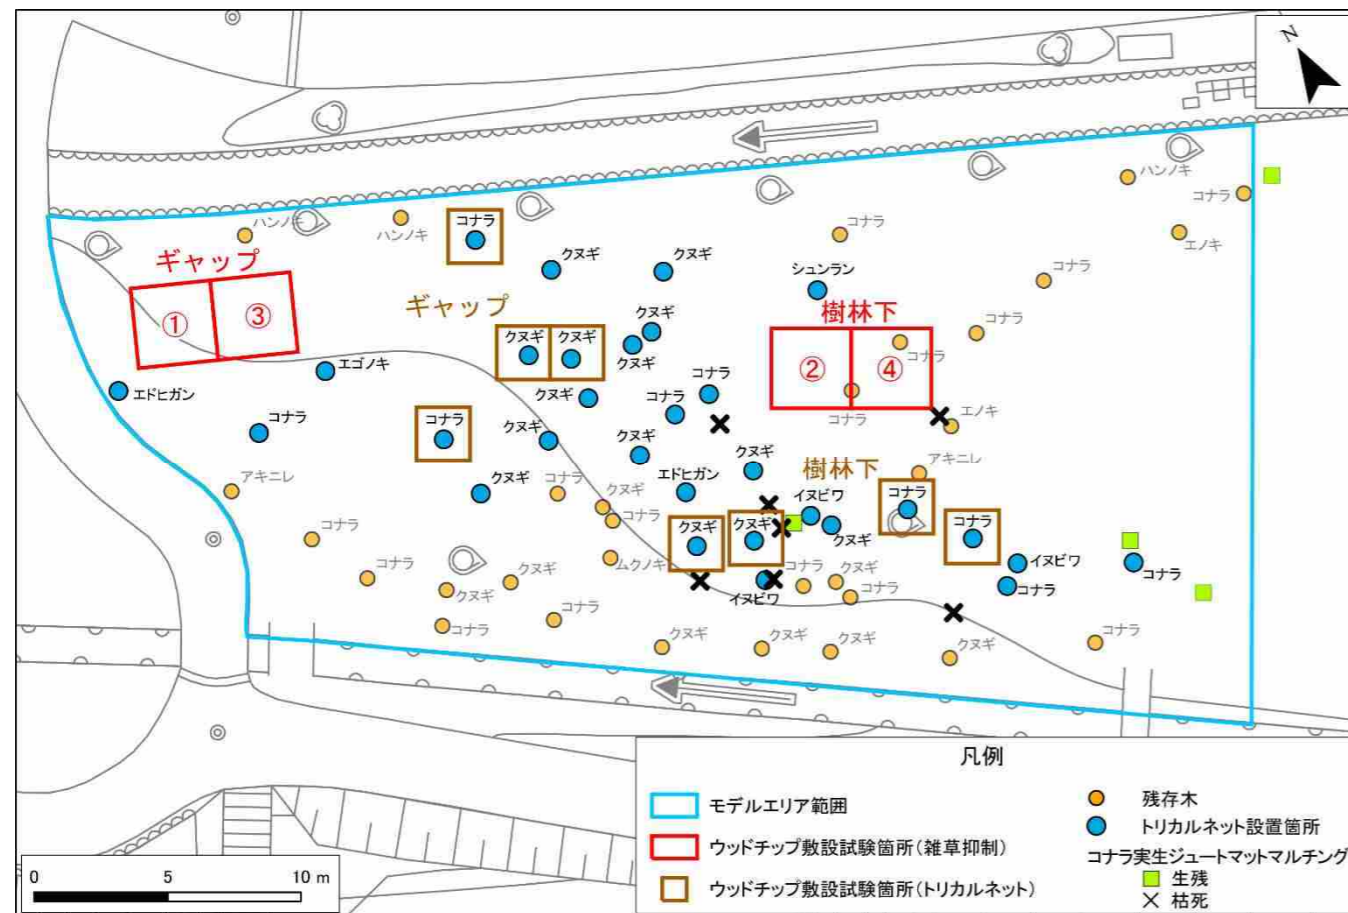 N
ハンノキ
コナラ
エノキ
ハンノキ
ハンノキ
コナラ
コナラ
クヌギ
クヌギ
シュンラン
コナラ
コナラ
ギャップ
①
③
ギャップ
クヌギ
クヌギ
クヌギ
クヌギ
樹林下
②
④
コナラ
コナラ
エドヒガン
エゴノキ
コナラ
コナラ
クヌギ
クヌギ
コナラ
コナラ
クヌギ
クヌギ
樹林下
エノキ
アキニレ
アキニレ
コナラ
クヌギ
コナラ
クヌギ
コナラ
エドヒガン
イヌビワ
クヌギ
コナラ
コナラ
クヌギ
クヌギ
ムクノキ
コナラ
クヌギ
クヌギ
コナラ
コナラ
イヌビワ
コナラ
クヌギ
コナラ
イヌビワ
コナラ
コナラ
クヌギ
クヌギ
クヌギ
クヌギ
コナラ
凡例
モデルエリア範囲
ウッドチップ敷設試験箇所(雑草抑制)
ウッドチップ敷設試験箇所(トリカルネット)
残存木
トリカルネット設置箇所
コナラ実生ジュートマットマルチング
生残
枯死
0 5 10 m